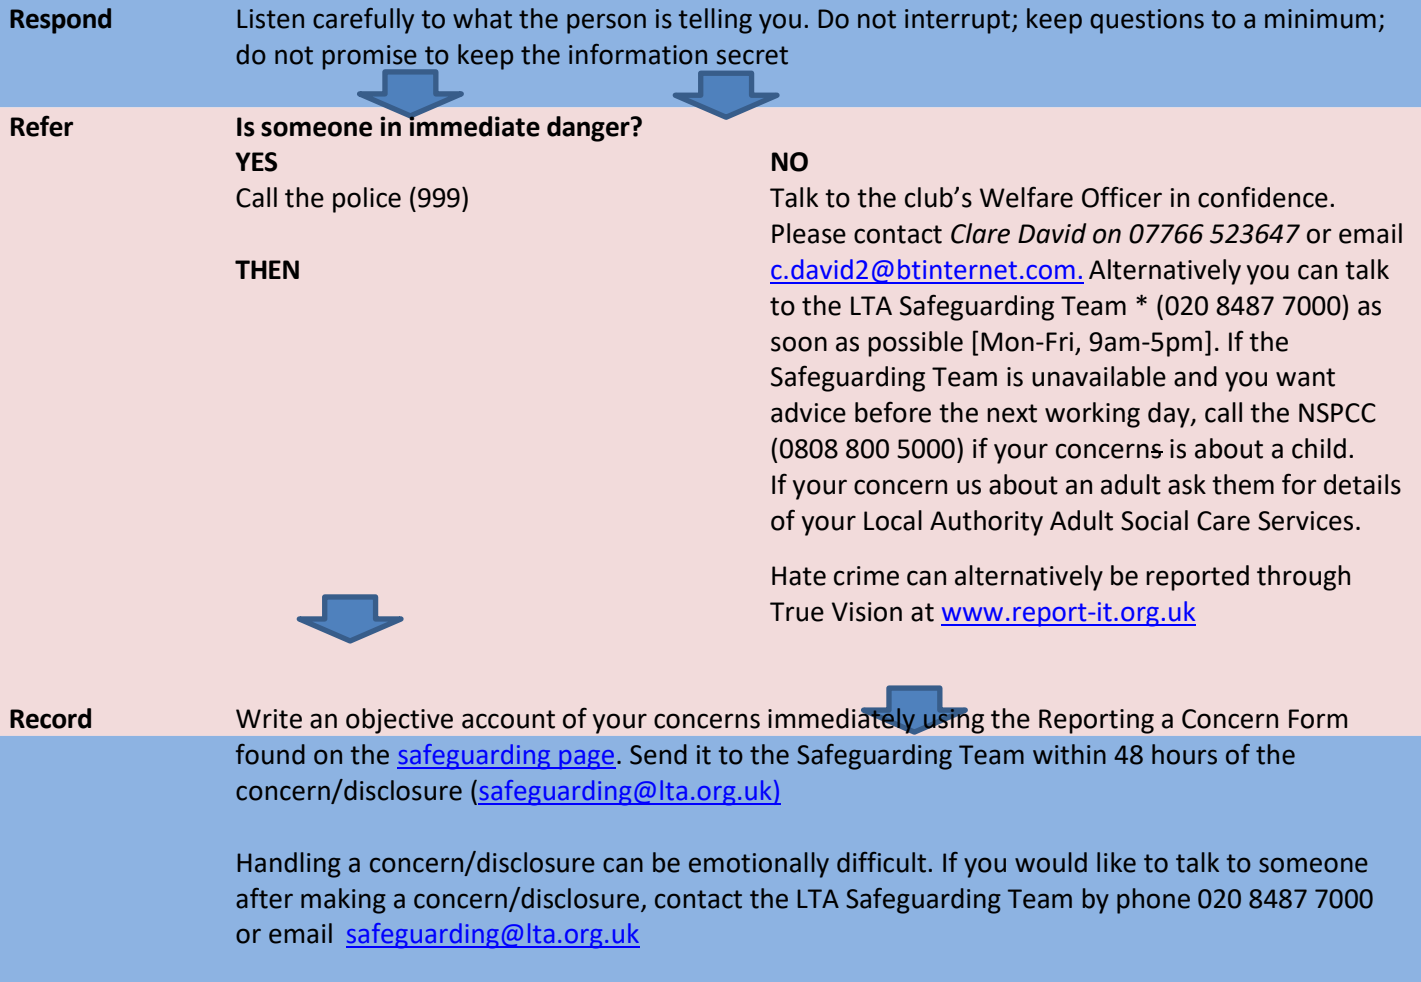 Respond
Listen carefully to what the person is telling you. Do not interrupt; keep questions to a minimum;
do not promise to keep the information secret
Refer
Is someone in immediate danger?
YES
Call the police (999)
THEN
NO
Talk to the club’s Welfare Officer in confidence.
Please contact Clare David on 07766 523647 or email
c.david2@btinternet.com. Alternatively you can talk
to the LTA Safeguarding Team * (020 8487 7000) as
soon as possible [Mon-Fri, 9am-5pm]. If the
Safeguarding Team is unavailable and you want
advice before the next working day, call the NSPCC
(0808 800 5000) if your concerns is about a child.
If your concern us about an adult ask them for details
of your Local Authority Adult Social Care Services.
Hate crime can alternatively be reported through
True Vision at www.report-it.org.uk
Record
Write an objective account of your concerns immediately using the Reporting a Concern Form
found on the safeguarding page. Send it to the Safeguarding Team within 48 hours of the
concern/disclosure (safeguarding@lta.org.uk)
Handling a concern/disclosure can be emotionally difficult. If you would like to talk to someone
after making a concern/disclosure, contact the LTA Safeguarding Team by phone 020 8487 7000
or email safeguarding@lta.org.uk